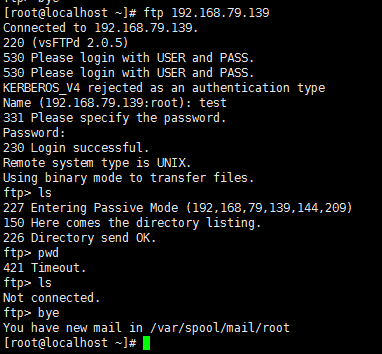 ftp> bye
[root@localhost ~]# ftp 192.168.79.139
Connected to 192.168.79.139.
220 (vsFTPd 2.0.5)
530 Please login with USER and PASS.
530 Please login with USER and PASS.
KERBEROS_V4 rejected as an authentication type
Name (192.168.79.139:root): test
331 Please specify the password.
Password:
230 Login successful.
Remote system type is UNIX.
Using binary mode to transfer files.
ftp> ls
227 Entering Passive Mode (192,168,79,139,144,209)
150 Here comes the directory listing.
226 Directory send OK.
ftp> pwd
421 Timeout.
ftp> ls
Not connected.
ftp> bye
You have new mail in /var/spool/mail/root
[root@localhost ~]#